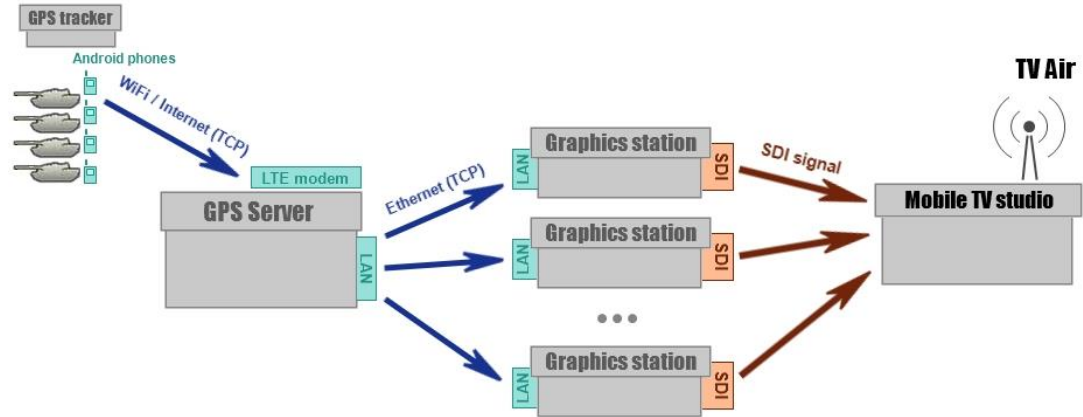 GPS tracker
Android phones
WiFi / Internet (TCP)
LTE modem
GPS Server
LAN
Ethernet (TCP)
LAN
Graphics station
SDI
LAN
Graphics station
SDI
•••
LAN
Graphics station
SDI
SDI signal
TV Air
Mobile TV studio